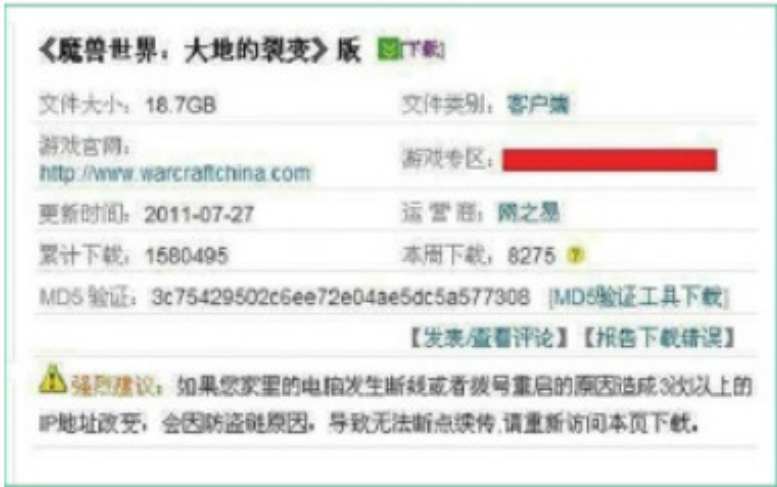 《魔兽世界：大地的裂变》版 [下载]
文件大小：18.7GB 文件类别：客户端
游戏官网：
http://www.warcraftchina.com 游戏专区：
更新时间：2011-07-27 运 营 商：网之易
累计下载：1580495 本周下载：8275 ?
MD5 验证：3c75429502c6ee72e04ae5dc5a577308 [MD5验证工具下载]
【发表/查看评论】【报告下载错误】
强烈建议：如果您家里的电脑发生断线或者拨号重启的原因造成3次以上的
IP地址改变，会因防盗链原因，导致无法断点续传,请重新访问本页下载。